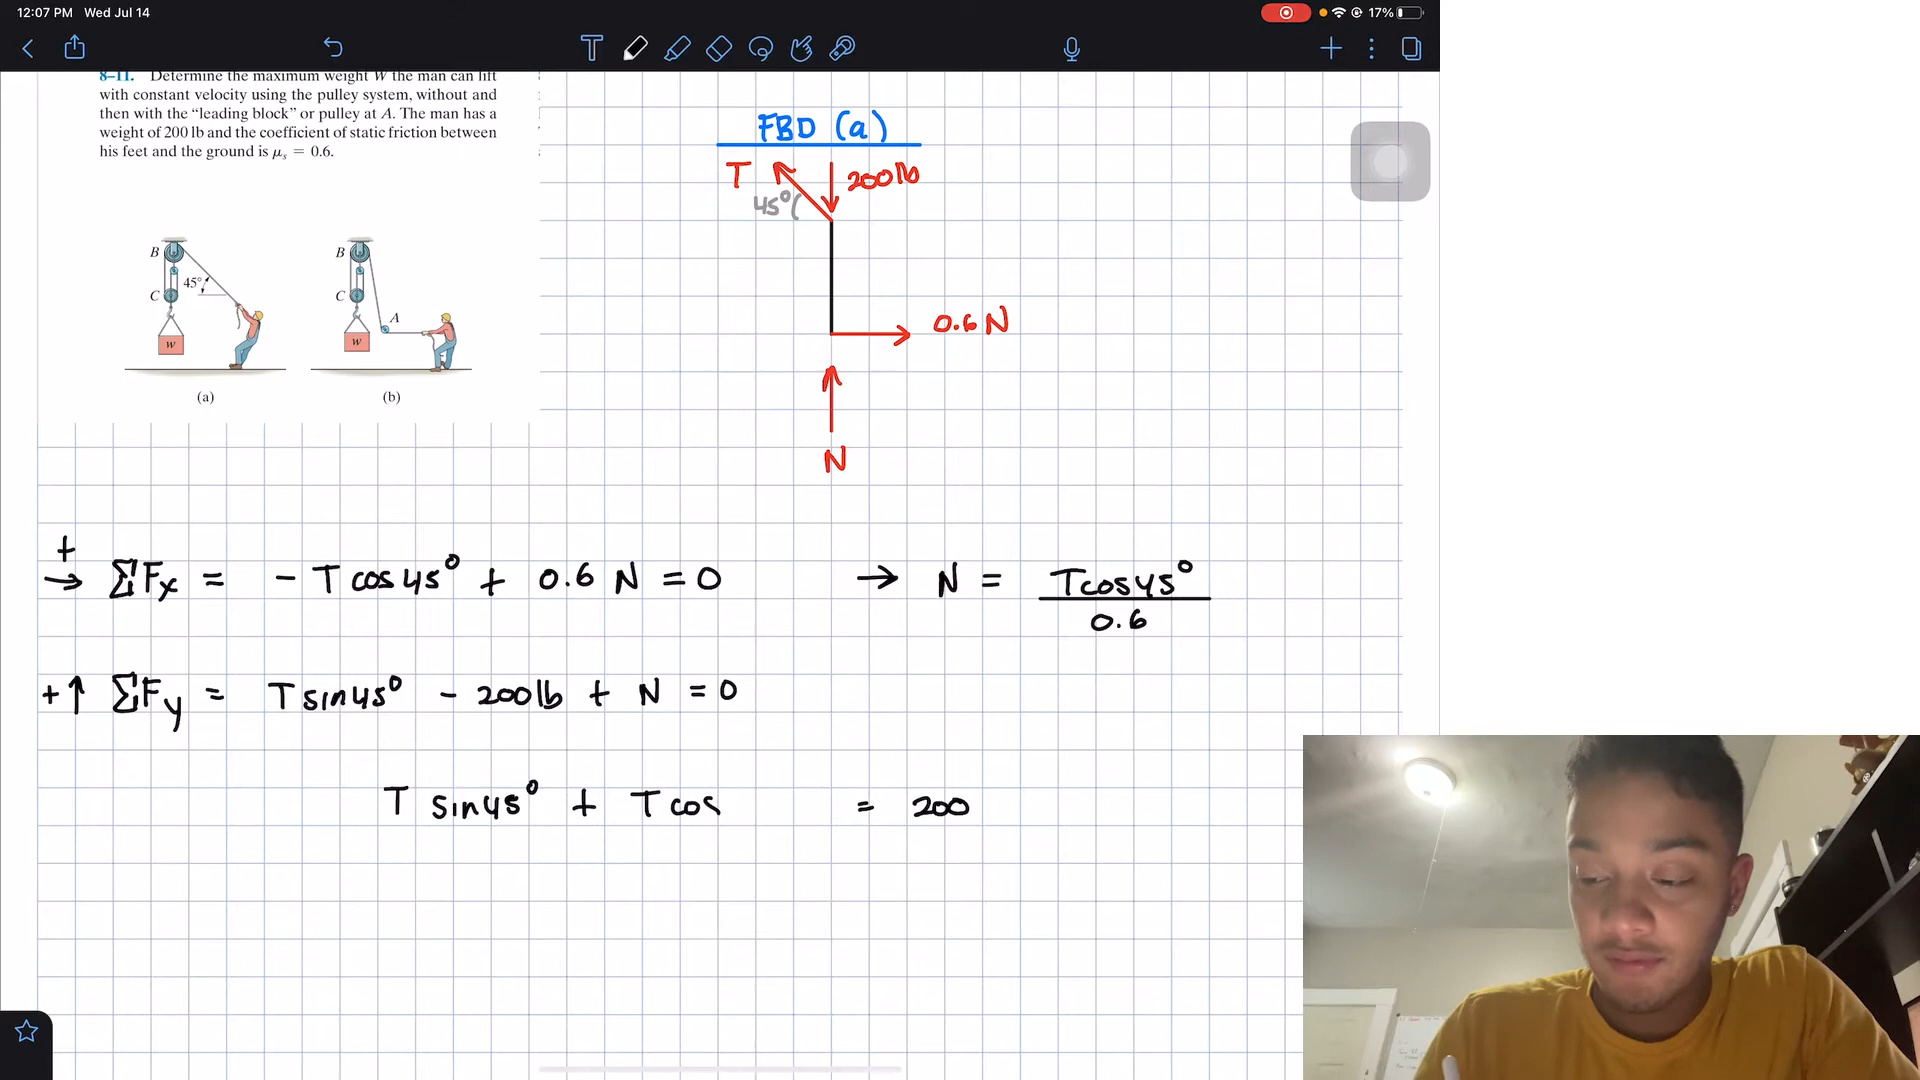 12:07 PM Wed Jul 14
17%
8–11. Determine the maximum weight W the man can lift
with constant velocity using the pulley system, without and
then with the “leading block” or pulley at A. The man has a
weight of 200 lb and the coefficient of static friction between
his feet and the ground is μs = 0.6.
B
45°
C
W
(a)
B
C
A
W
(b)
FBD (a)
T
200lb
45°
0.6 N
N
+
→ ΣFx = - T cos45° + 0.6 N = 0
→ N = Tcos45°
0.6
+↑ ΣFy = Tsin45° - 200lb + N = 0
T sin45° + T cos = 200